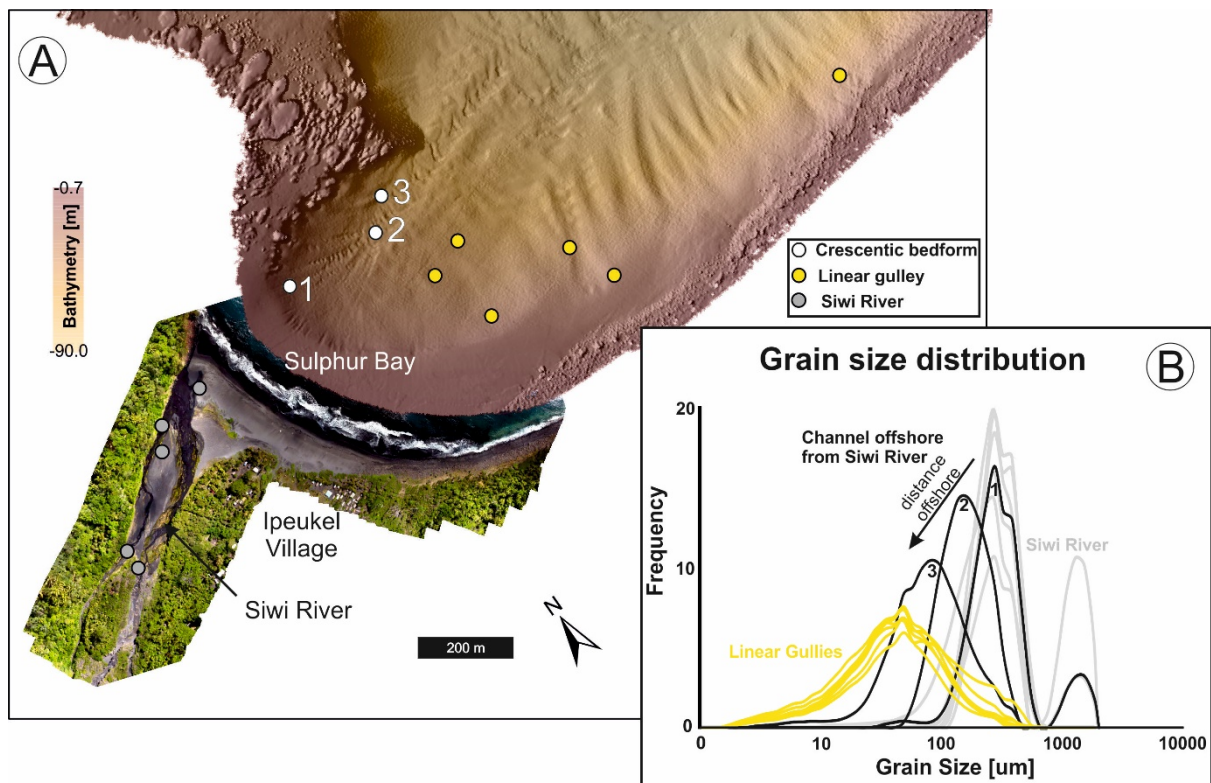 A
-0.7
Bathymetry [m]
-90.0
3
2
1
Crescentic bedform
Linear gulley
Siwi River
Sulphur Bay
Ipeukel
Village
Siwi River
200 m
N
B
Grain size distribution
20
Channel offshore
from Siwi River
distance
offshore
1
2
3
Siwi River
Frequency
10
Linear Gullies
0
0
10
100
1000
10000
Grain Size [um]